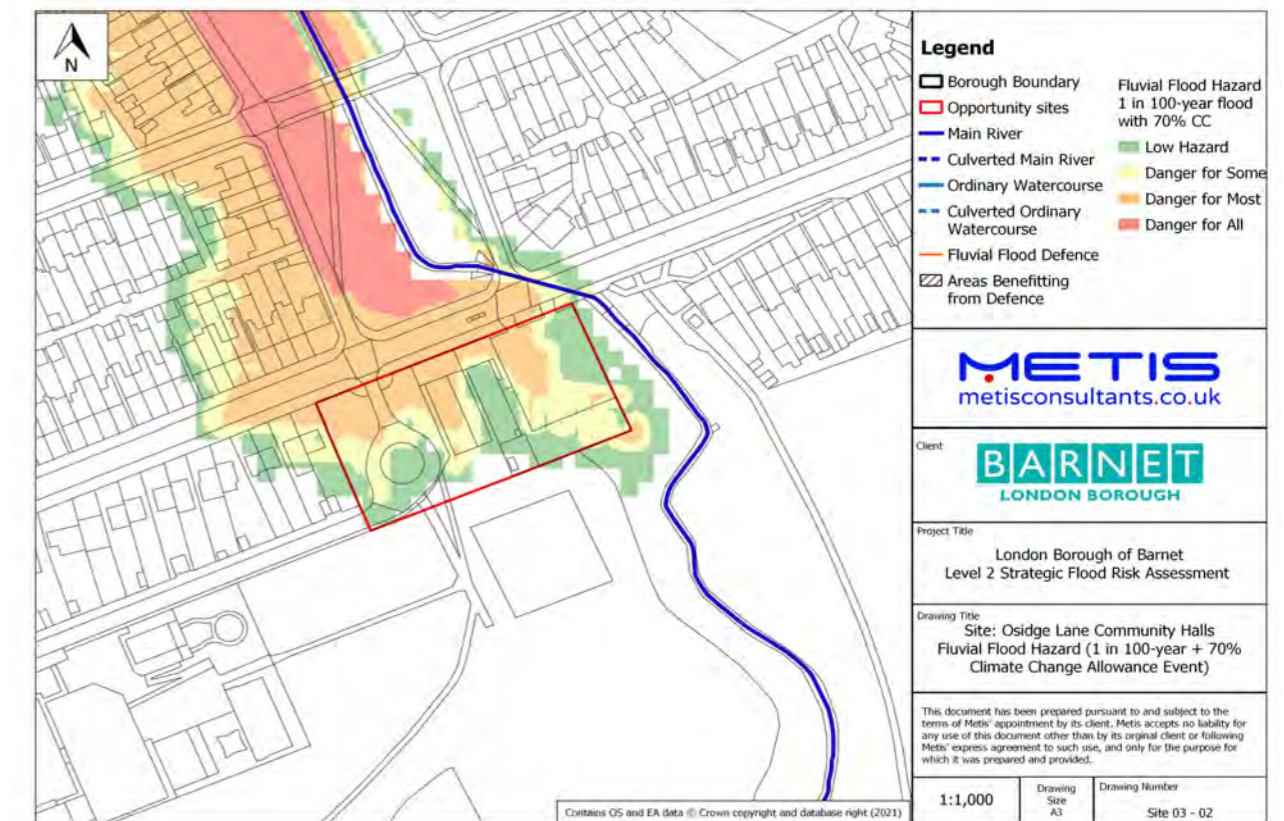 N
Legend
Borough Boundary
Opportunity sites
Main River
Culverted Main River
Ordinary Watercourse
Culverted Ordinary
Watercourse
Fluvial Flood Defence
Areas Benefitting
from Defence
Fluvial Flood Hazard
1 in 100-year flood
with 70% CC
Low Hazard
Danger for Some
Danger for Most
Danger for All
METIS
metisconsultants.co.uk
Client
BARNET
LONDON BOROUGH
Project Title
London Borough of Barnet
Level 2 Strategic Flood Risk Assessment
Drawing Title
Site: Osidge Lane Community Halls
Fluvial Flood Hazard (1 in 100-year + 70%
Climate Change Allowance Event)
This document has been prepared pursuant to and subject to the
terms of Metis' appointment by its client. Metis accepts no liability for
any use of this document other than by its orginal client or following
Metis' express agreement to such use, and only for the purpose for
which it was prepared and provided.
1:1,000
Drawing
Size
A3
Drawing Number
Site 03 - 02
Contains OS and EA data © Crown copyright and database right (2021)